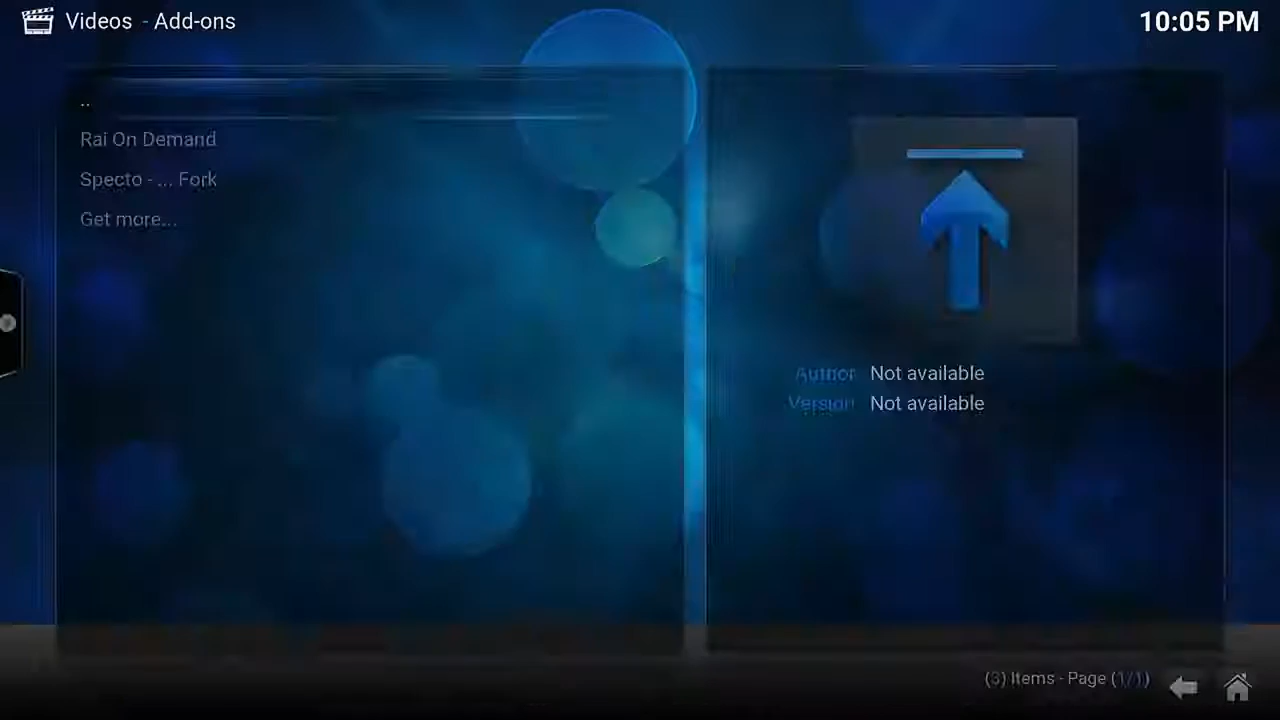 Videos - Add-ons
10:05 PM
..
Rai On Demand
Specto - ... Fork
Get more...
Author Not available
Version Not available
(3) Items - Page (1/1)